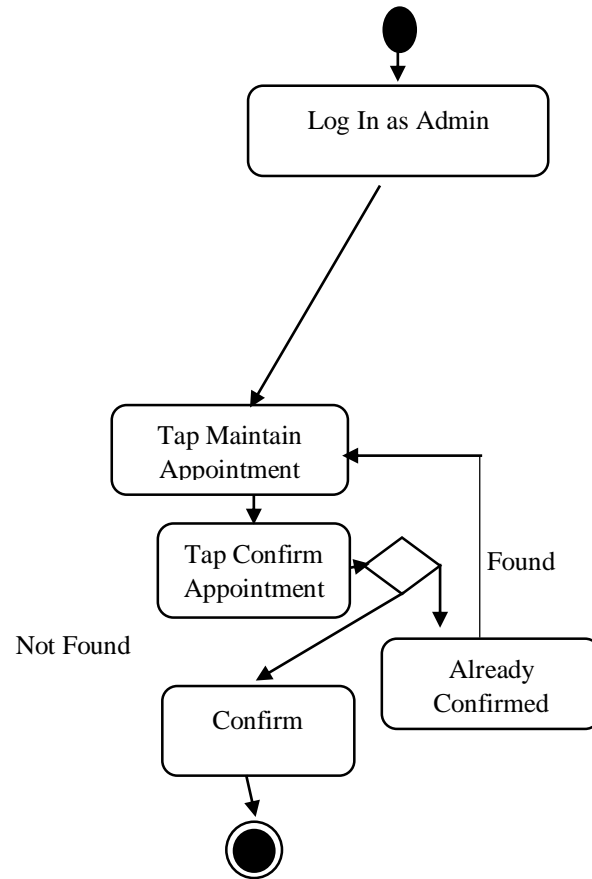 Log In as Admin
Tap Maintain
Appointment
Tap Confirm
Appointment
Found
Not Found
Already
Confirmed
Confirm